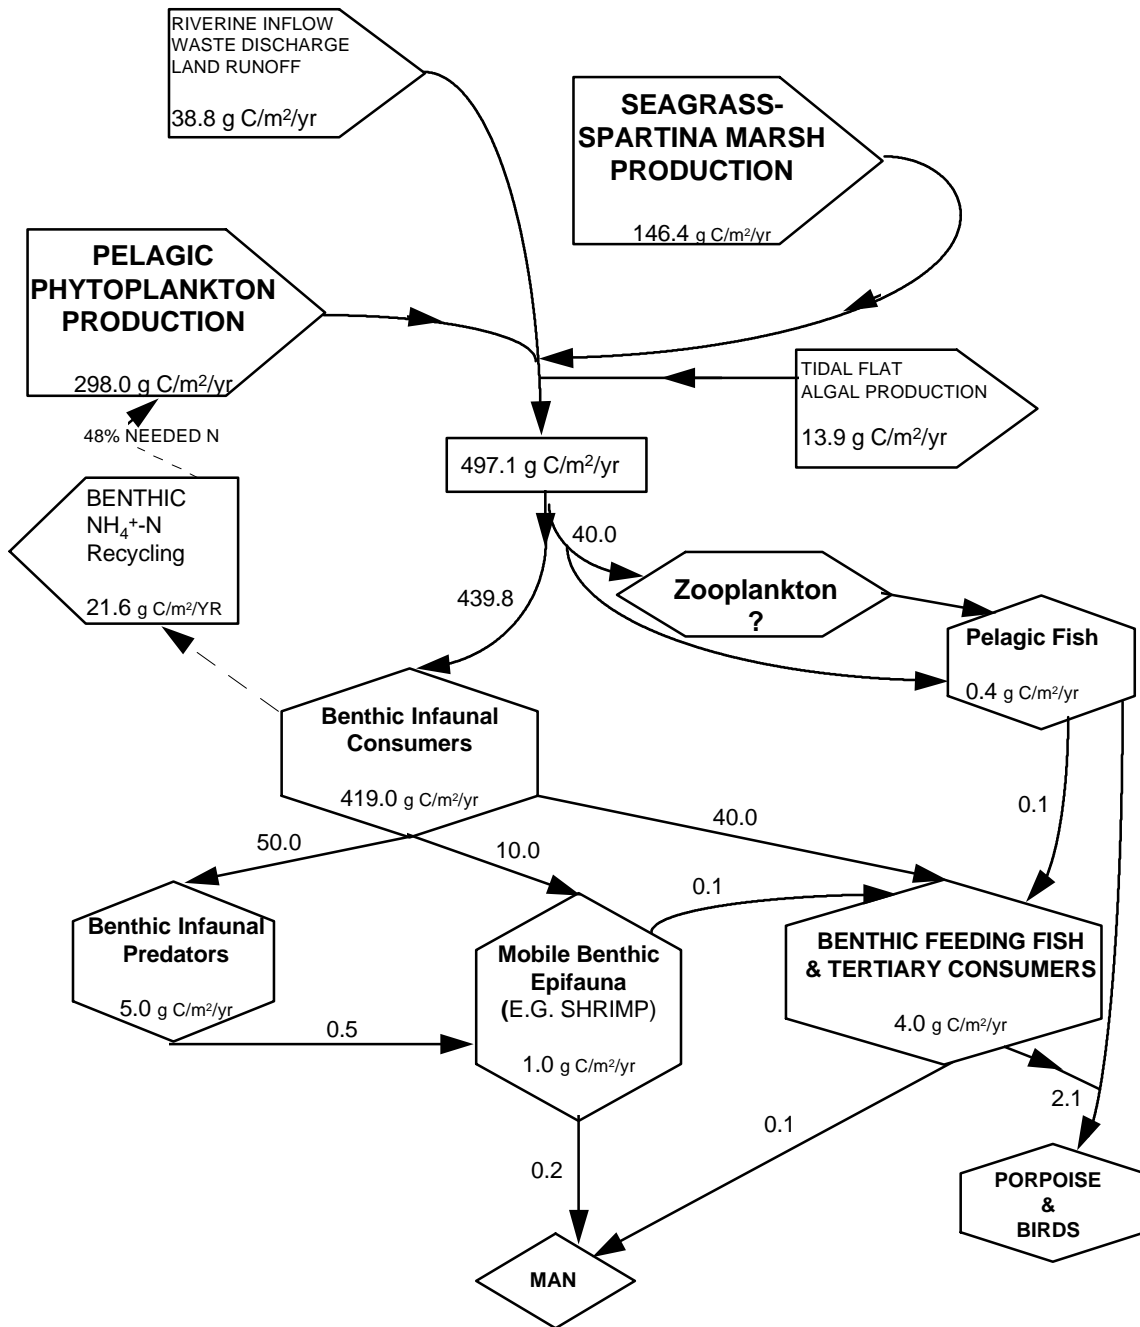 RIVERINE INFLOW
WASTE DISCHARGE
LAND RUNOFF
38.8 g C/m²/yr
SEAGRASS-
SPARTINA MARSH
PRODUCTION
146.4 g C/m²/yr
PELAGIC
PHYTOPLANKTON
PRODUCTION
298.0 g C/m²/yr
TIDAL FLAT
ALGAL PRODUCTION
13.9 g C/m²/yr
48% NEEDED N
497.1 g C/m²/yr
BENTHIC
NH₄⁺-N
Recycling
21.6 g C/m²/YR
40.0
439.8
Zooplankton
?
Pelagic Fish
0.4 g C/m²/yr
Benthic Infaunal
Consumers
419.0 g C/m²/yr
50.0
10.0
40.0
0.1
0.1
Benthic Infaunal
Predators
5.0 g C/m²/yr
0.5
Mobile Benthic
Epifauna
(E.G. SHRIMP)
1.0 g C/m²/yr
BENTHIC FEEDING FISH
& TERTIARY CONSUMERS
4.0 g C/m²/yr
0.2
0.1
2.1
PORPOISE
&
BIRDS
MAN